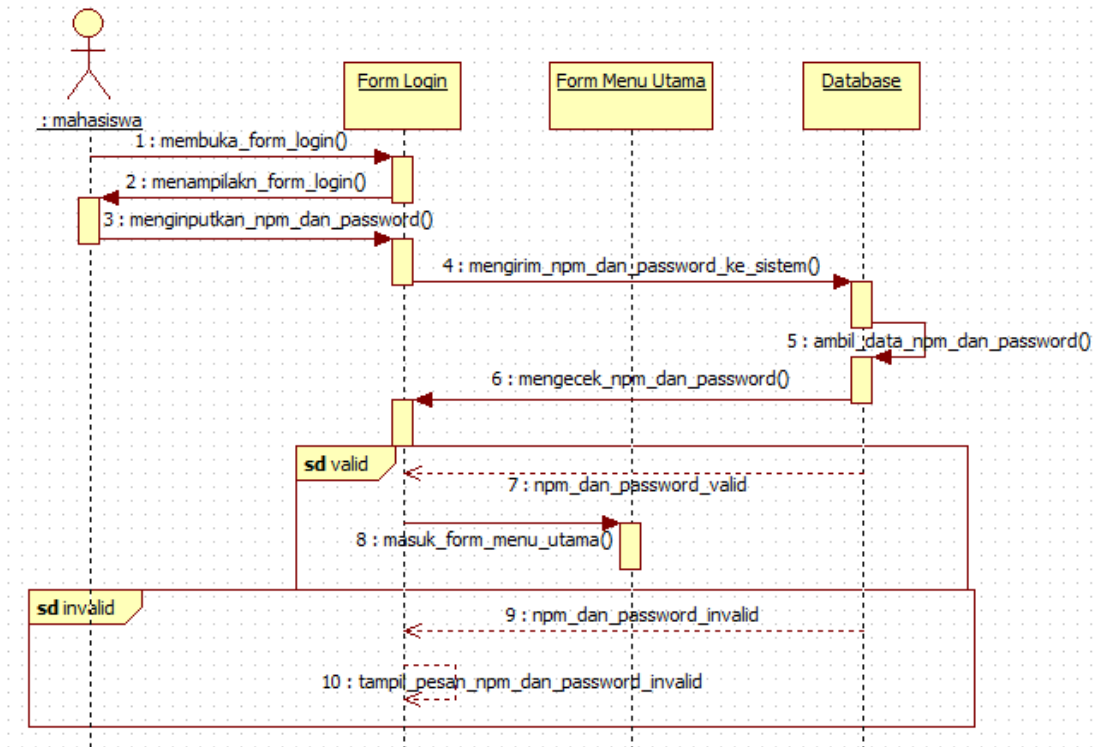 Form Login
Form Menu Utama
Database
: mahasiswa
1 : membuka_form_login()
2 : menampilakn_form_login()
3 : menginputkan_npm_dan_password()
4 : mengirim_npm_dan_password_ke_sistem()
5 : ambil_data_npm_dan_password()
6 : mengecek_npm_dan_password()
sd valid
7 : npm_dan_password_valid
8 : masuk_form_menu_utama()
sd invalid
9 : npm_dan_password_invalid
10 : tampil_pesan_npm_dan_password_invalid